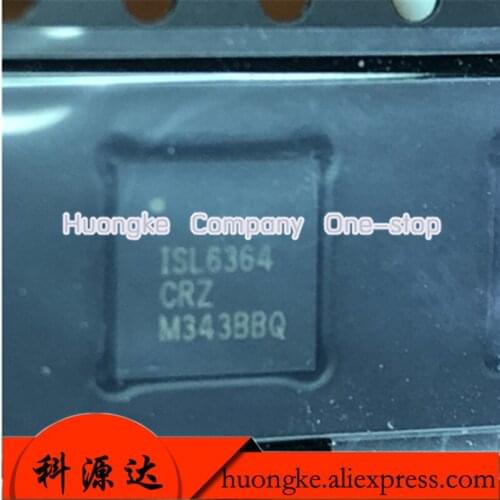 Huongke Company One-stop
ISL6364
CRZ
M343BBQ
科源达
huongke.aliexpress.com